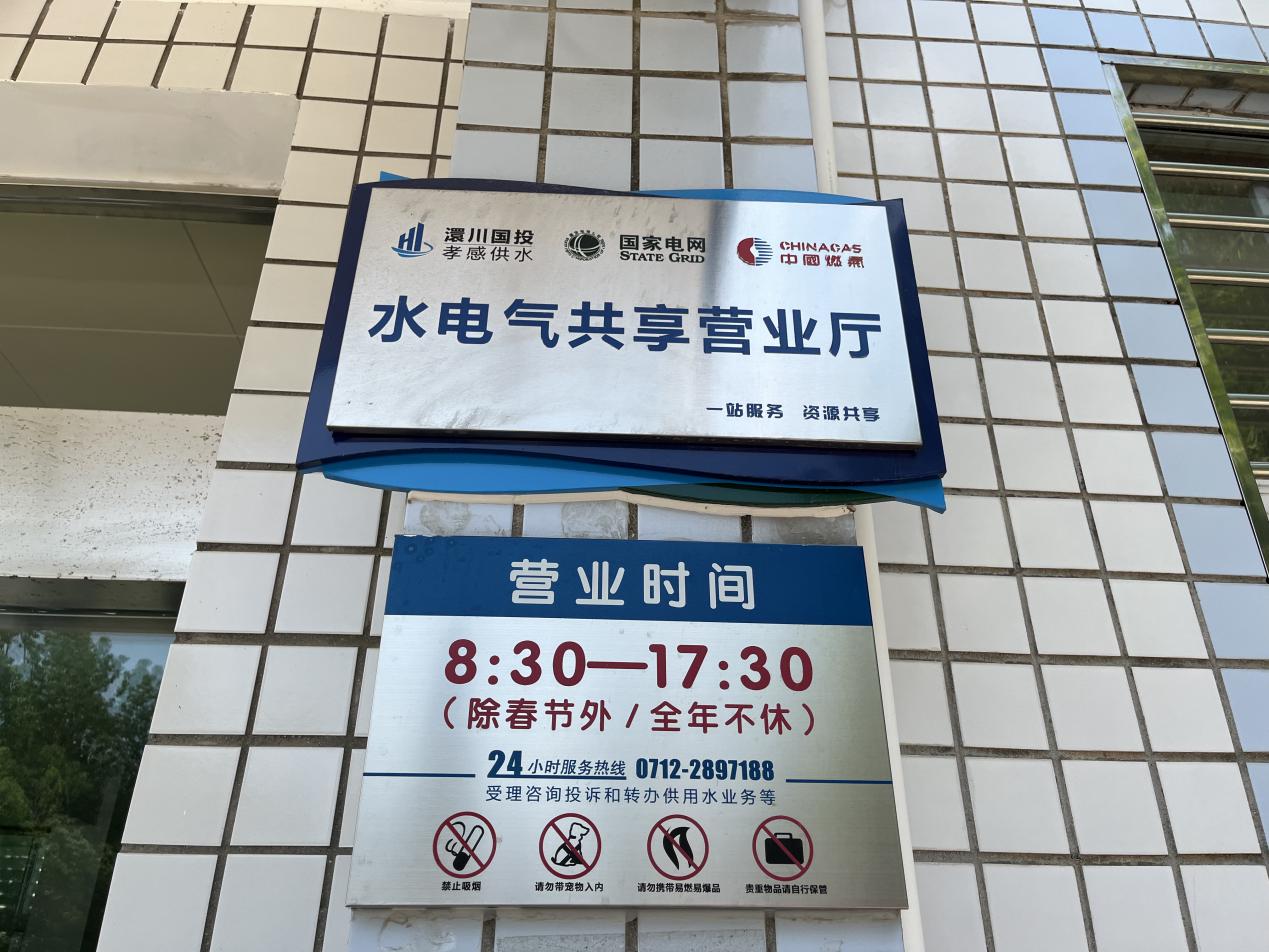 澴川国投
孝感供水
国家电网
STATE GRID
CHINAGAS
中國燃氣
水电气共享营业厅
一站服务 资源共享
营业时间
8:30—17:30
（除春节外/全年不休）
24小时服务热线 0712-2897188
受理咨询投诉和转办供用水业务等
禁止吸烟
请勿带宠物入内
请勿携带易燃易爆品
贵重物品请自行保管